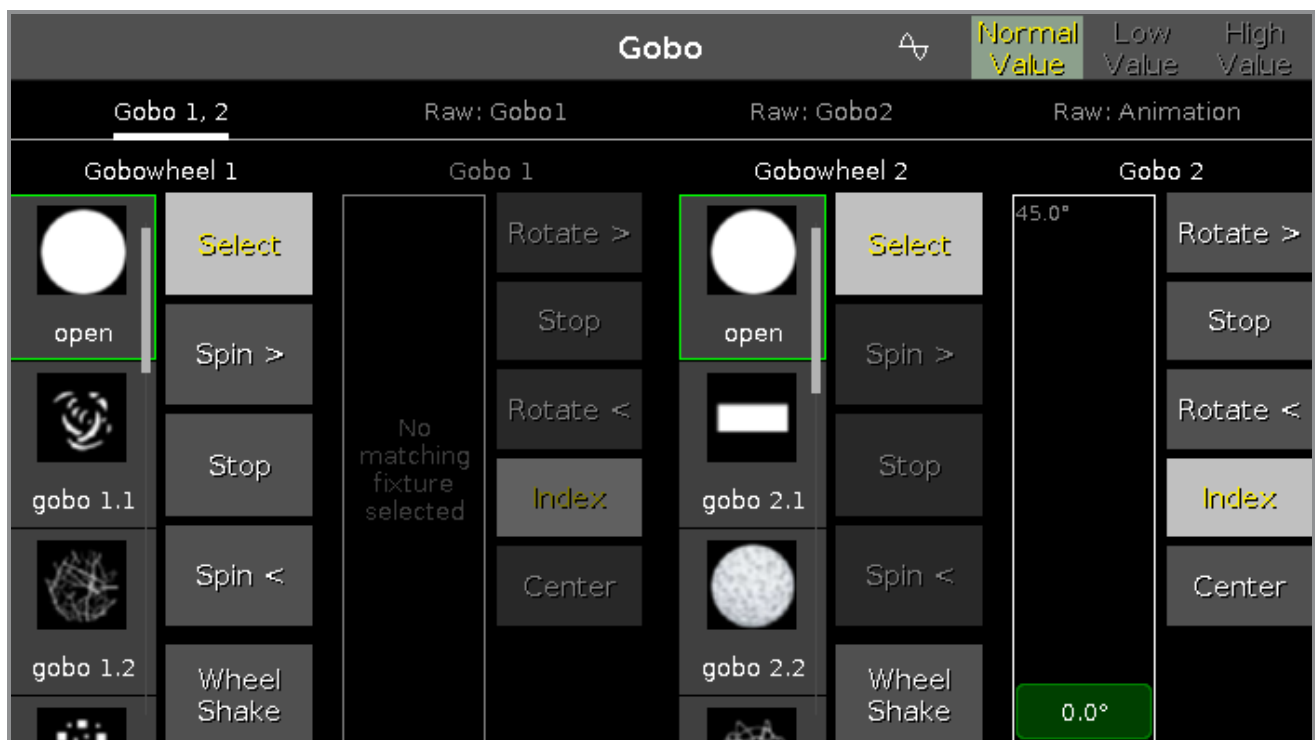 Gobo
Normal Value
Low Value
High Value
Gobo 1, 2
Raw: Gobo1
Raw: Gobo2
Raw: Animation
Gobowheel 1
Gobo 1
Gobowheel 2
Gobo 2
open
gobo 1.1
gobo 1.2
Select
Spin >
Stop
Spin <
Wheel
Shake
No
matching
fixture
selected
Rotate >
Stop
Rotate <
Index
Center
open
gobo 2.1
gobo 2.2
Select
Spin >
Stop
Spin <
Wheel
Shake
45.0°
0.0°
Rotate >
Stop
Rotate <
Index
Center